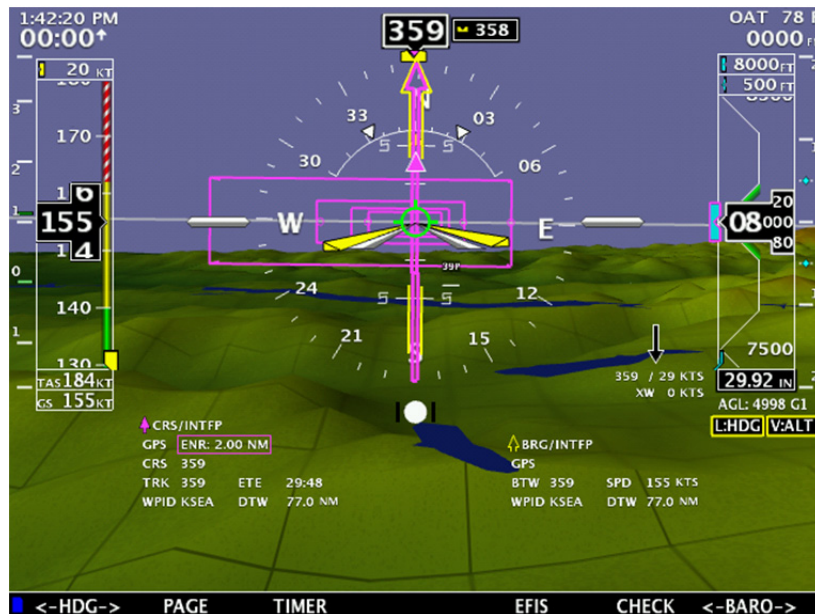 1:42:20 PM
OAT 78 F
00:00↑
359
358
0000 F
20 KT
8000FT
500 FT
170
33
N
03
S
S
30
06
155
6
4
W
E
08
20
000
80
39P
24
S
S
12
140
21
15
7500
130
TAS184KT
GS 155KT
359 / 29 KTS
XW 0 KTS
29.92 IN
AGL: 4998 G1
L:HDG V:ALT
CRS/INTFP
GPS ENR: 2.00 NM
CRS 359
TRK 359 ETE 29:48
WPID KSEA DTW 77.0 NM
BRG/INTFP
GPS
BTW 359 SPD 155 KTS
WPID KSEA DTW 77.0 NM
<-HDG-> PAGE TIMER EFIS CHECK <-BARO->